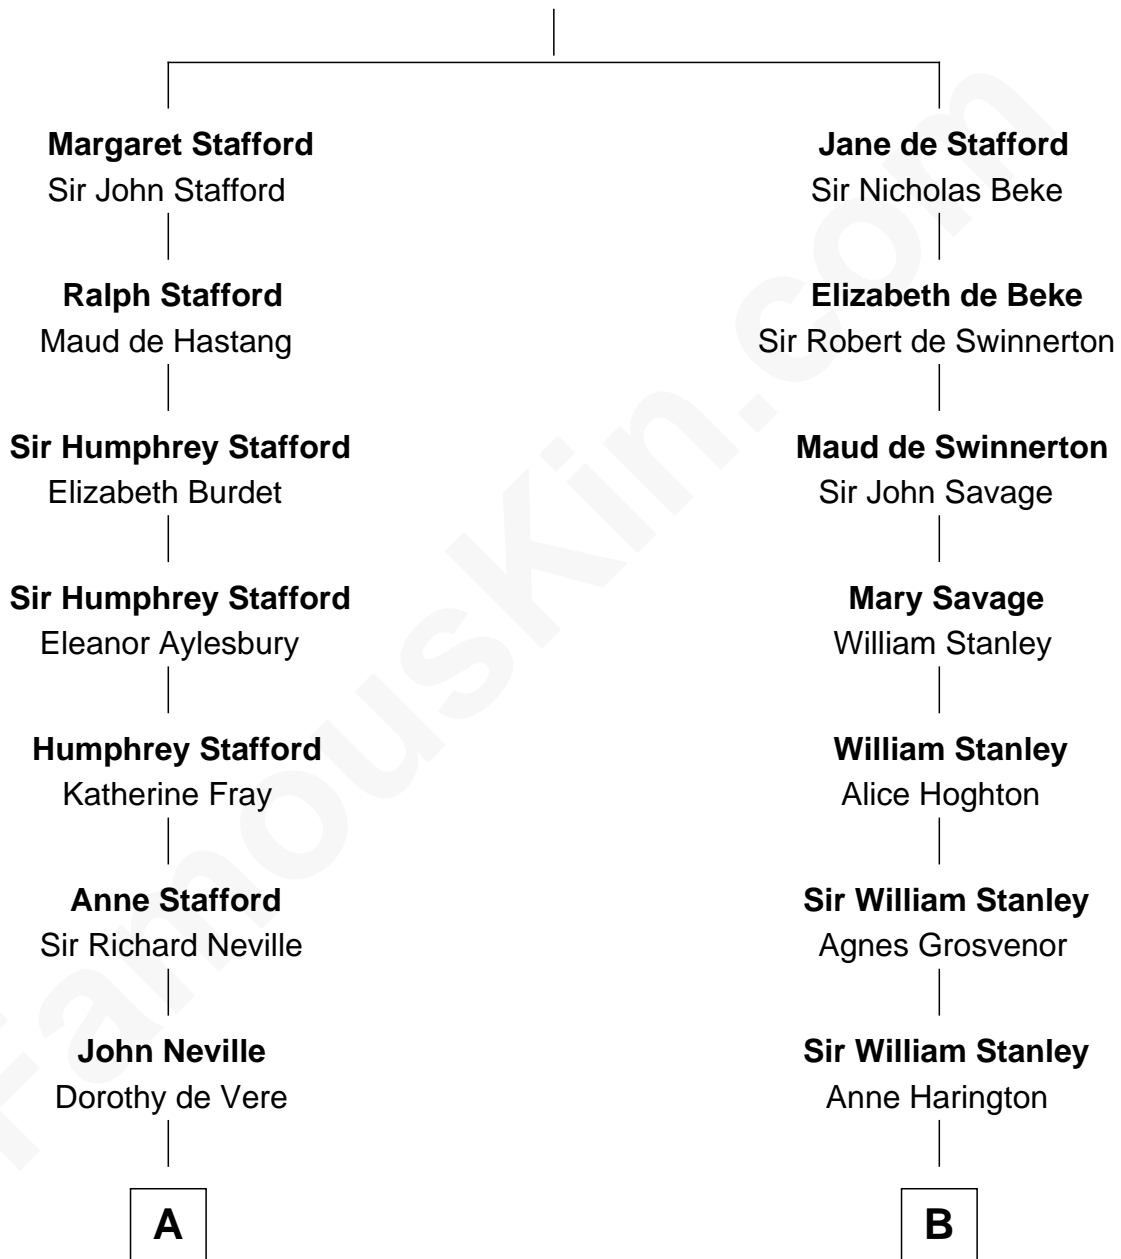 Margaret Stafford
Sir John Stafford
Ralph Stafford
Maud de Hastang
Sir Humphrey Stafford
Elizabeth Burdet
Sir Humphrey Stafford
Eleanor Aylesbury
Humphrey Stafford
Katherine Fray
Anne Stafford
Sir Richard Neville
John Neville
Dorothy de Vere
A
Jane de Stafford
Sir Nicholas Beke
Elizabeth de Beke
Sir Robert de Swinnerton
Maud de Swinnerton
Sir John Savage
Mary Savage
William Stanley
William Stanley
Alice Hoghton
Sir William Stanley
Agnes Grosvenor
Sir William Stanley
Anne Harington
B
FamousKin.com